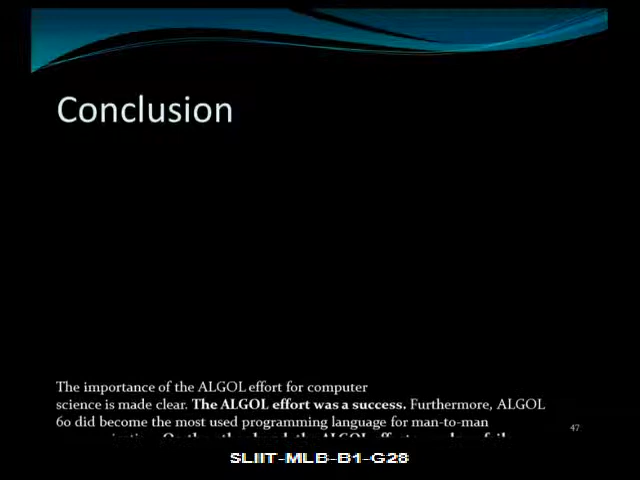 Conclusion
The importance of the ALGOL effort for computer
science is made clear. The ALGOL effort was a success. Furthermore, ALGOL
60 did become the most used programming language for man-to-man
47
SLIIT-MLB-B1-G28